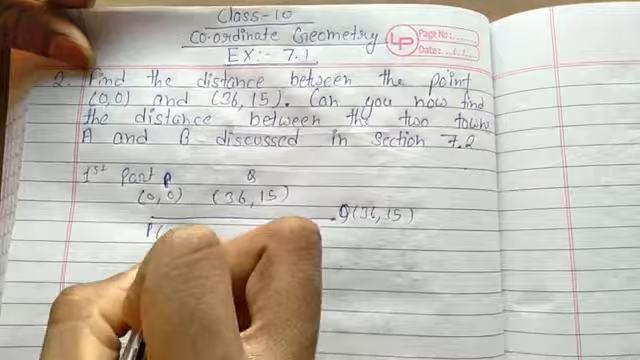 Class-10
Co-ordinate Geometry
EX:- 7.1
LP
Page No:
Date:
2. Find the distance between the point
(0,0) and (36,15). Can you now find
the distance between the two town
A and B discussed in Section 7.2
1st part P B
(0,0) (36,15)
Q(36,15)
P(